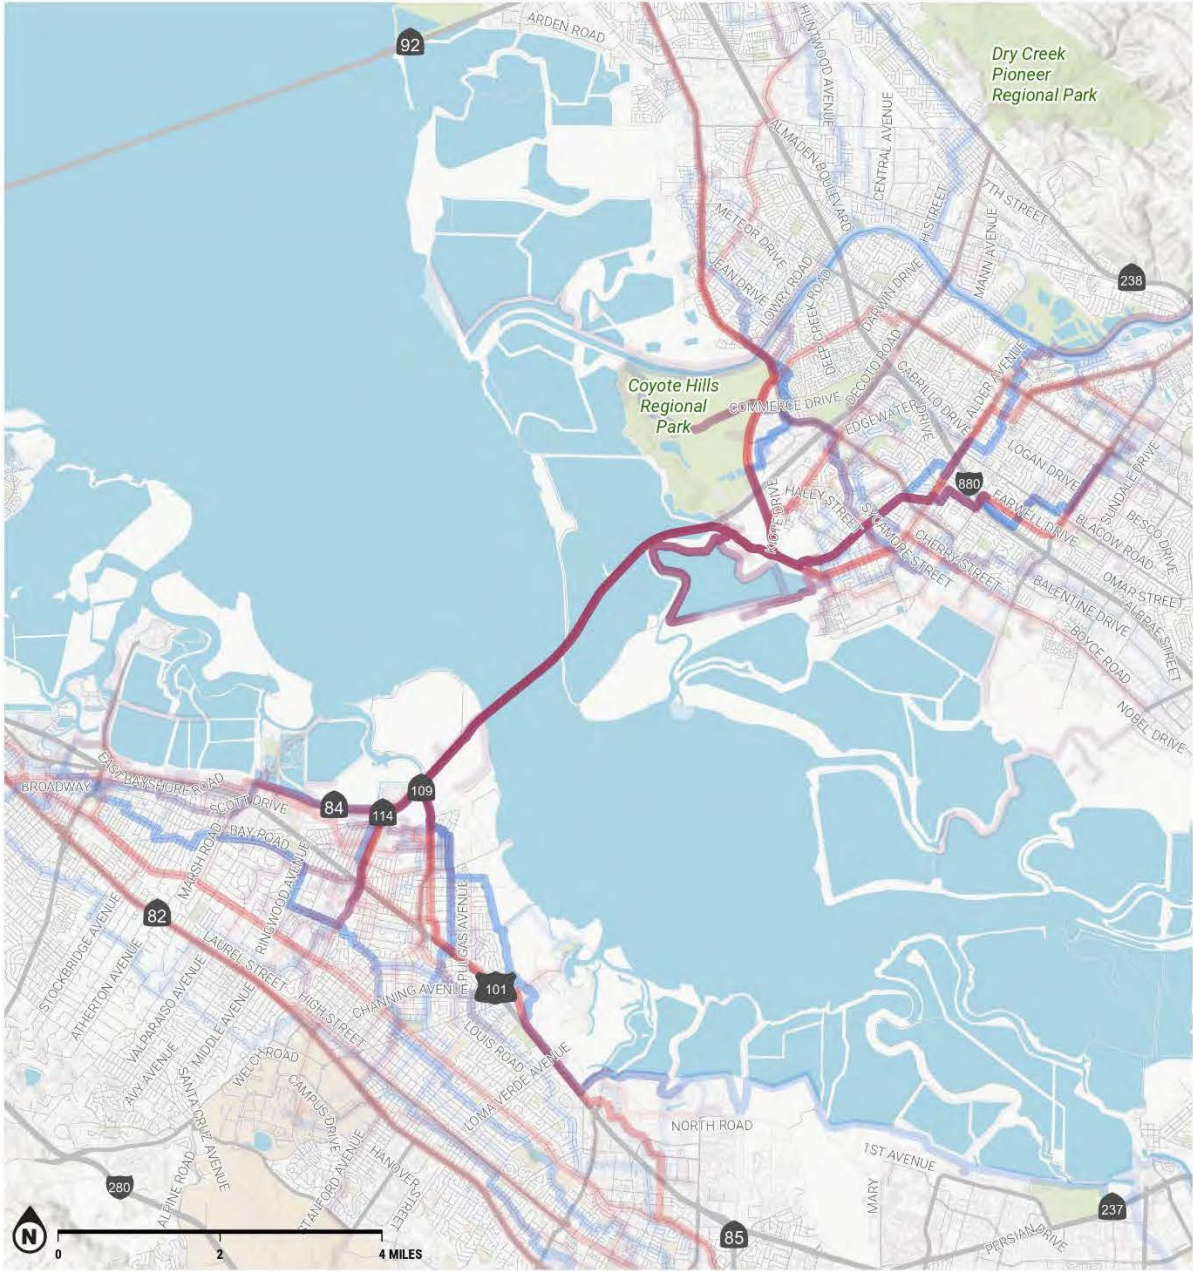 ARDEN ROAD
92
HUNTWOOD AVENUE
Dry Creek
Pioneer
Regional Park
ALMADEN BOULEVARD
CENTRAL AVENUE
7TH STREET
H STREET
METEOR DRIVE
MANN AVENUE
JEAN DRIVE
LOWRY ROAD
238
DEEP CREEK ROAD
DARWIN DRIVE
Coyote Hills
Regional
Park
COMMERCE DRIVE
DECOTO ROAD
CABRILLO DRIVE
ALDER AVENUE
EDGEWATER DRIVE
LOGAN DRIVE
SUNDALE DRIVE
880
HALEY STREET
FARWELL DRIVE
BESCO DRIVE
BLACOW ROAD
SYCAMORE STREET
CHERRY STREET
OMAR STREET
BALENTINE DRIVE
ALBRAE STREET
BOYCE ROAD
NOBEL DRIVE
EAST BAYSHORE ROAD
BROADWAY
SCOTT DRIVE
84
109
114
BAY ROAD
MARSH ROAD
RINGWOOD AVENUE
82
STOCKBRIDGE AVENUE
ATHERTON AVENUE
VALPARAISO AVENUE
AVY AVENUE
MIDDLE AVENUE
LAUREL STREET
HIGH STREET
CHANNING AVENUE
PULGAS AVENUE
101
LOUIS ROAD
LOMA VERDE AVENUE
WELCH ROAD
SANTA CRUZ AVENUE
CAMPUS DRIVE
STANFORD AVENUE
HANOVER STREET
ALPINE ROAD
280
NORTH ROAD
1ST AVENUE
MARY
237
PERSIAN DRIVE
85
N
0 2 4 MILES